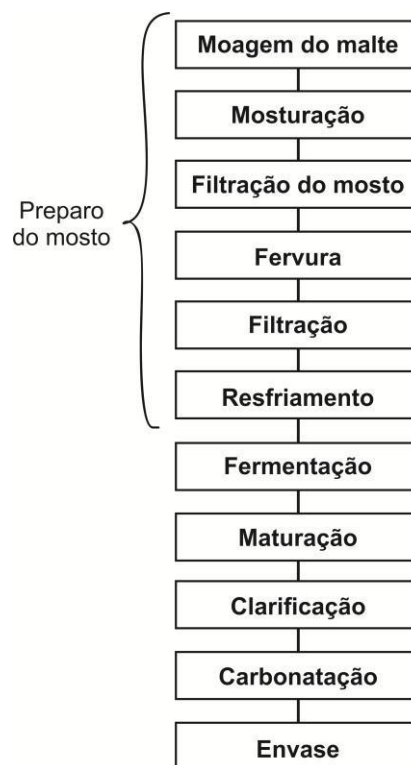 Moagem do malte
Mosturação
Filtração do mosto
Preparo
do mosto
Fervura
Filtração
Resfriamento
Fermentação
Maturação
Clarificação
Carbonatação
Envase